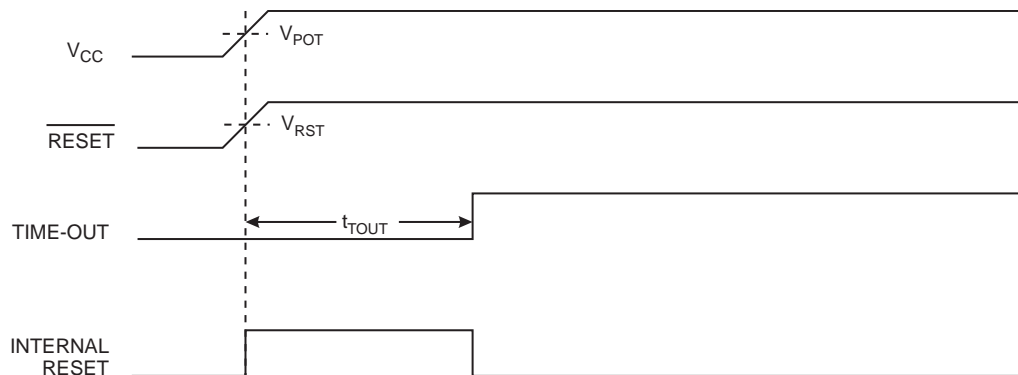 V_CC
V_POT
RESET
V_RST
TIME-OUT
t_TOUT
INTERNAL
RESET